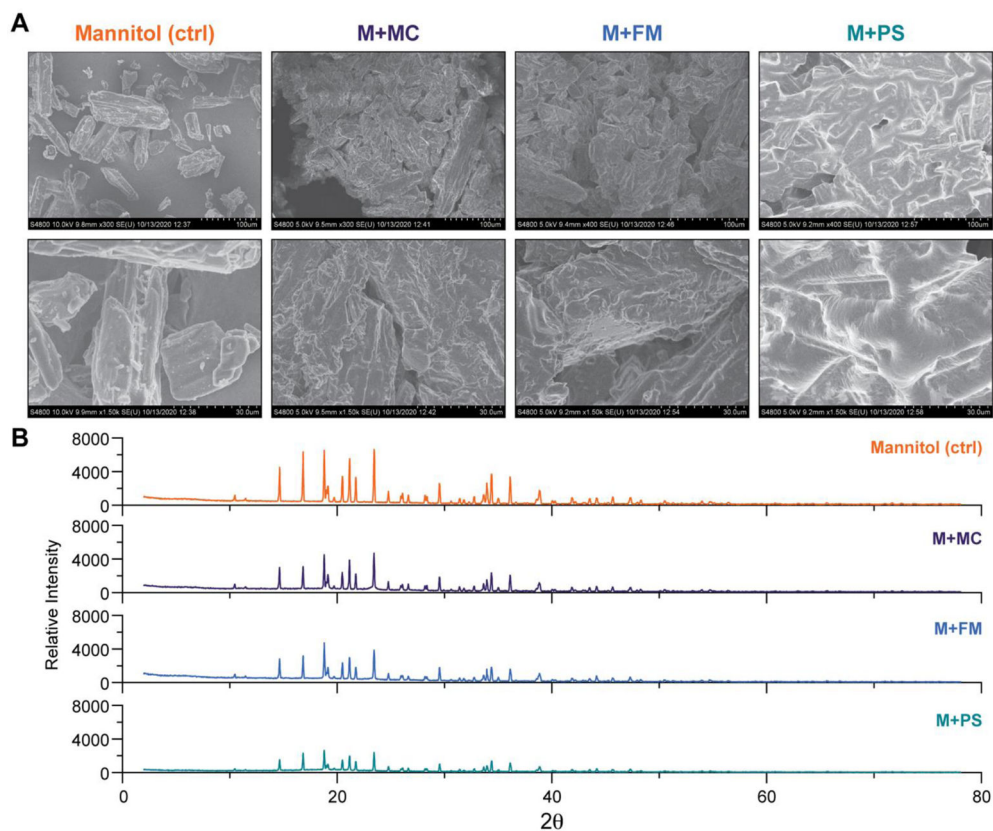 A
Mannitol (ctrl)
M+MC
M+FM
M+PS
S4800 10.0kV 9.8mm x300 SE(U) 10/13/2020 12:37 100um
S4800 5.0kV 9.5mm x300 SE(U) 10/13/2020 12:41 100um
S4800 5.0kV 9.4mm x400 SE(U) 10/13/2020 12:46 100um
S4800 5.0kV 9.2mm x400 SE(U) 10/13/2020 12:57 100um
S4800 10.0kV 9.9mm x1.50k SE(U) 10/13/2020 12:38 30.0um
S4800 5.0kV 9.5mm x1.50k SE(U) 10/13/2020 12:42 30.0um
S4800 5.0kV 9.2mm x1.50k SE(U) 10/13/2020 12:54 30.0um
S4800 5.0kV 9.2mm x1.50k SE(U) 10/13/2020 12:58 30.0um
B
Relative Intensity
8000
4000
0
Mannitol (ctrl)
8000
4000
0
M+MC
8000
4000
0
M+FM
8000
4000
0
M+PS
0
20
40
60
80
2θ